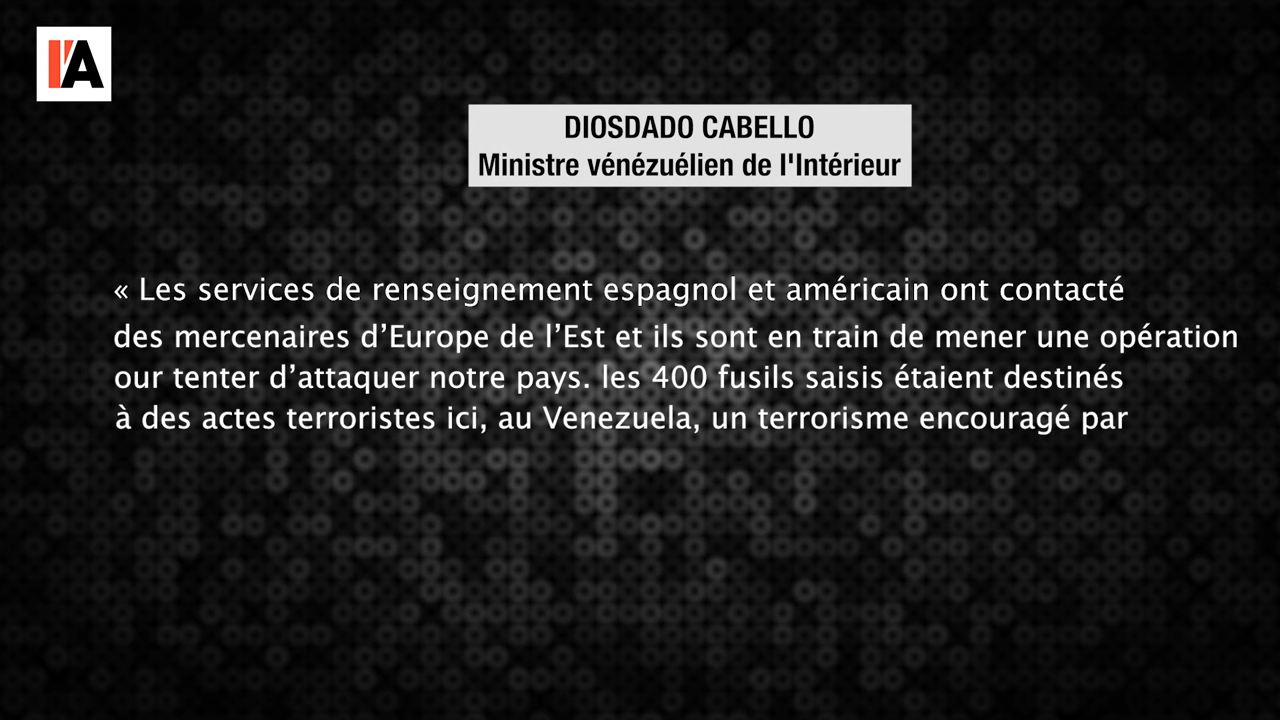 I'A
DIOSDADO CABELLO
Ministre vénézuélien de l'Intérieur
« Les services de renseignement espagnol et américain ont contacté
des mercenaires d’Europe de l’Est et ils sont en train de mener une opération
our tenter d’attaquer notre pays. les 400 fusils saisis étaient destinés
à des actes terroristes ici, au Venezuela, un terrorisme encouragé par